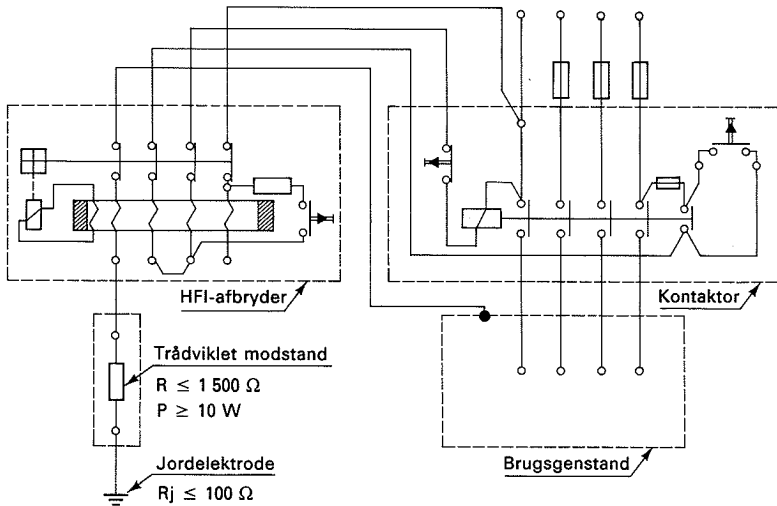 HFI-afbryder
Kontaktor
Trådviklet modstand
R ≤ 1 500 Ω
P ≥ 10 W
Jordelektrode
Rj ≤ 100 Ω
Brugsgenstand